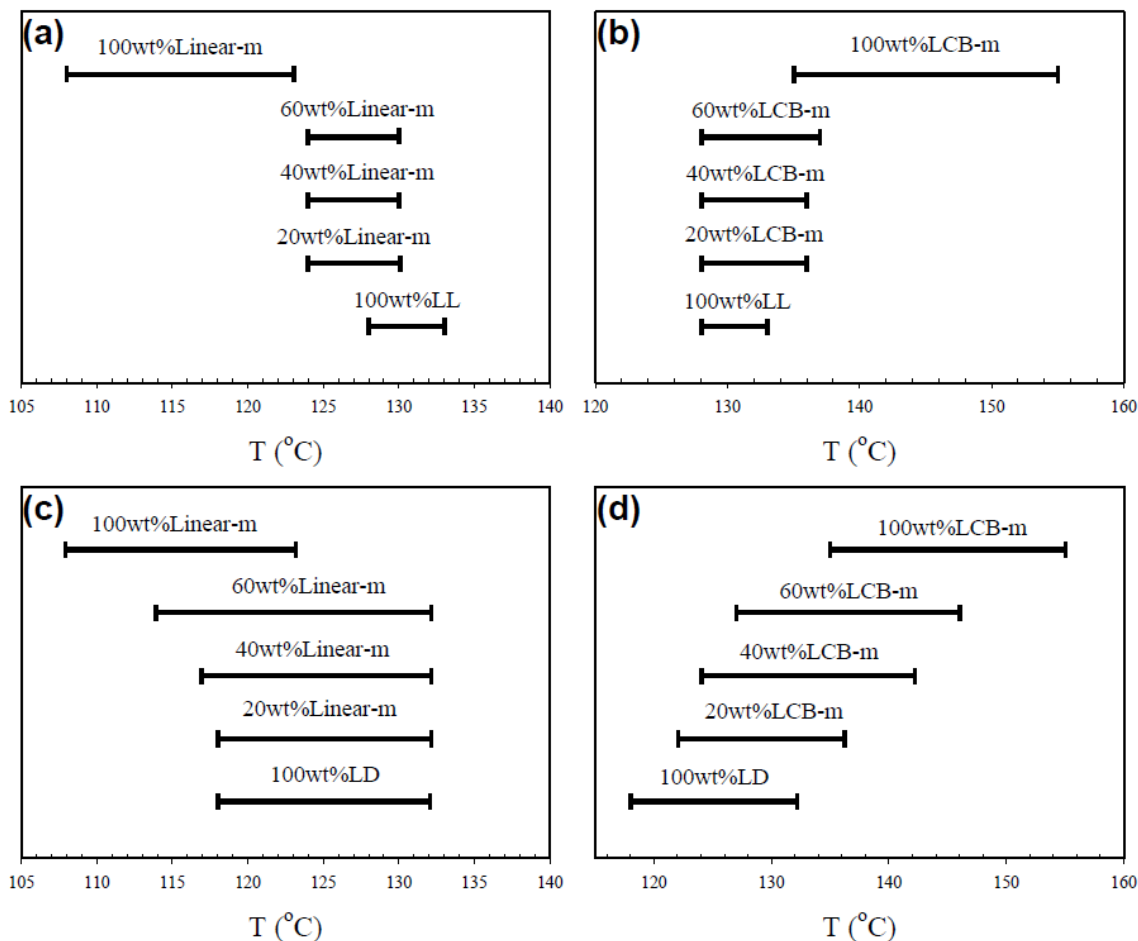 (a)
100wt%Linear-m
60wt%Linear-m
40wt%Linear-m
20wt%Linear-m
100wt%LL
105 110 115 120 125 130 135 140
T (°C)
(b)
100wt%LCB-m
60wt%LCB-m
40wt%LCB-m
20wt%LCB-m
100wt%LL
120 130 140 150 160
T (°C)
(c)
100wt%Linear-m
60wt%Linear-m
40wt%Linear-m
20wt%Linear-m
100wt%LD
105 110 115 120 125 130 135 140
T (°C)
(d)
100wt%LCB-m
60wt%LCB-m
40wt%LCB-m
20wt%LCB-m
100wt%LD
120 130 140 150 160
T (°C)